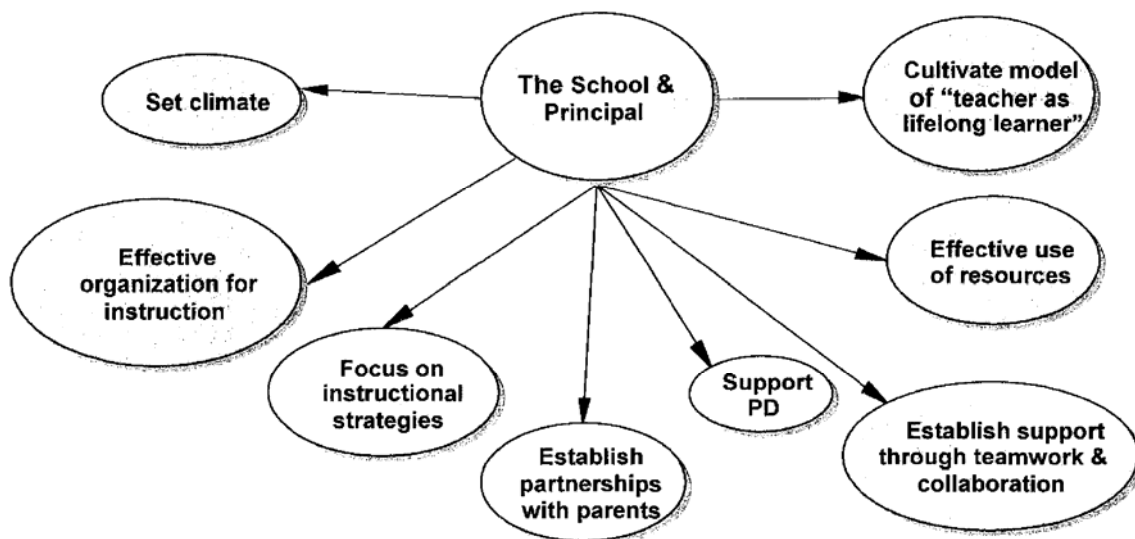 The School &
Principal
Set climate
Cultivate model
of “teacher as
lifelong learner”
Effective
organization for
instruction
Effective use
of resources
Focus on
instructional
strategies
Support
PD
Establish
partnerships
with parents
Establish support
through teamwork &
collaboration